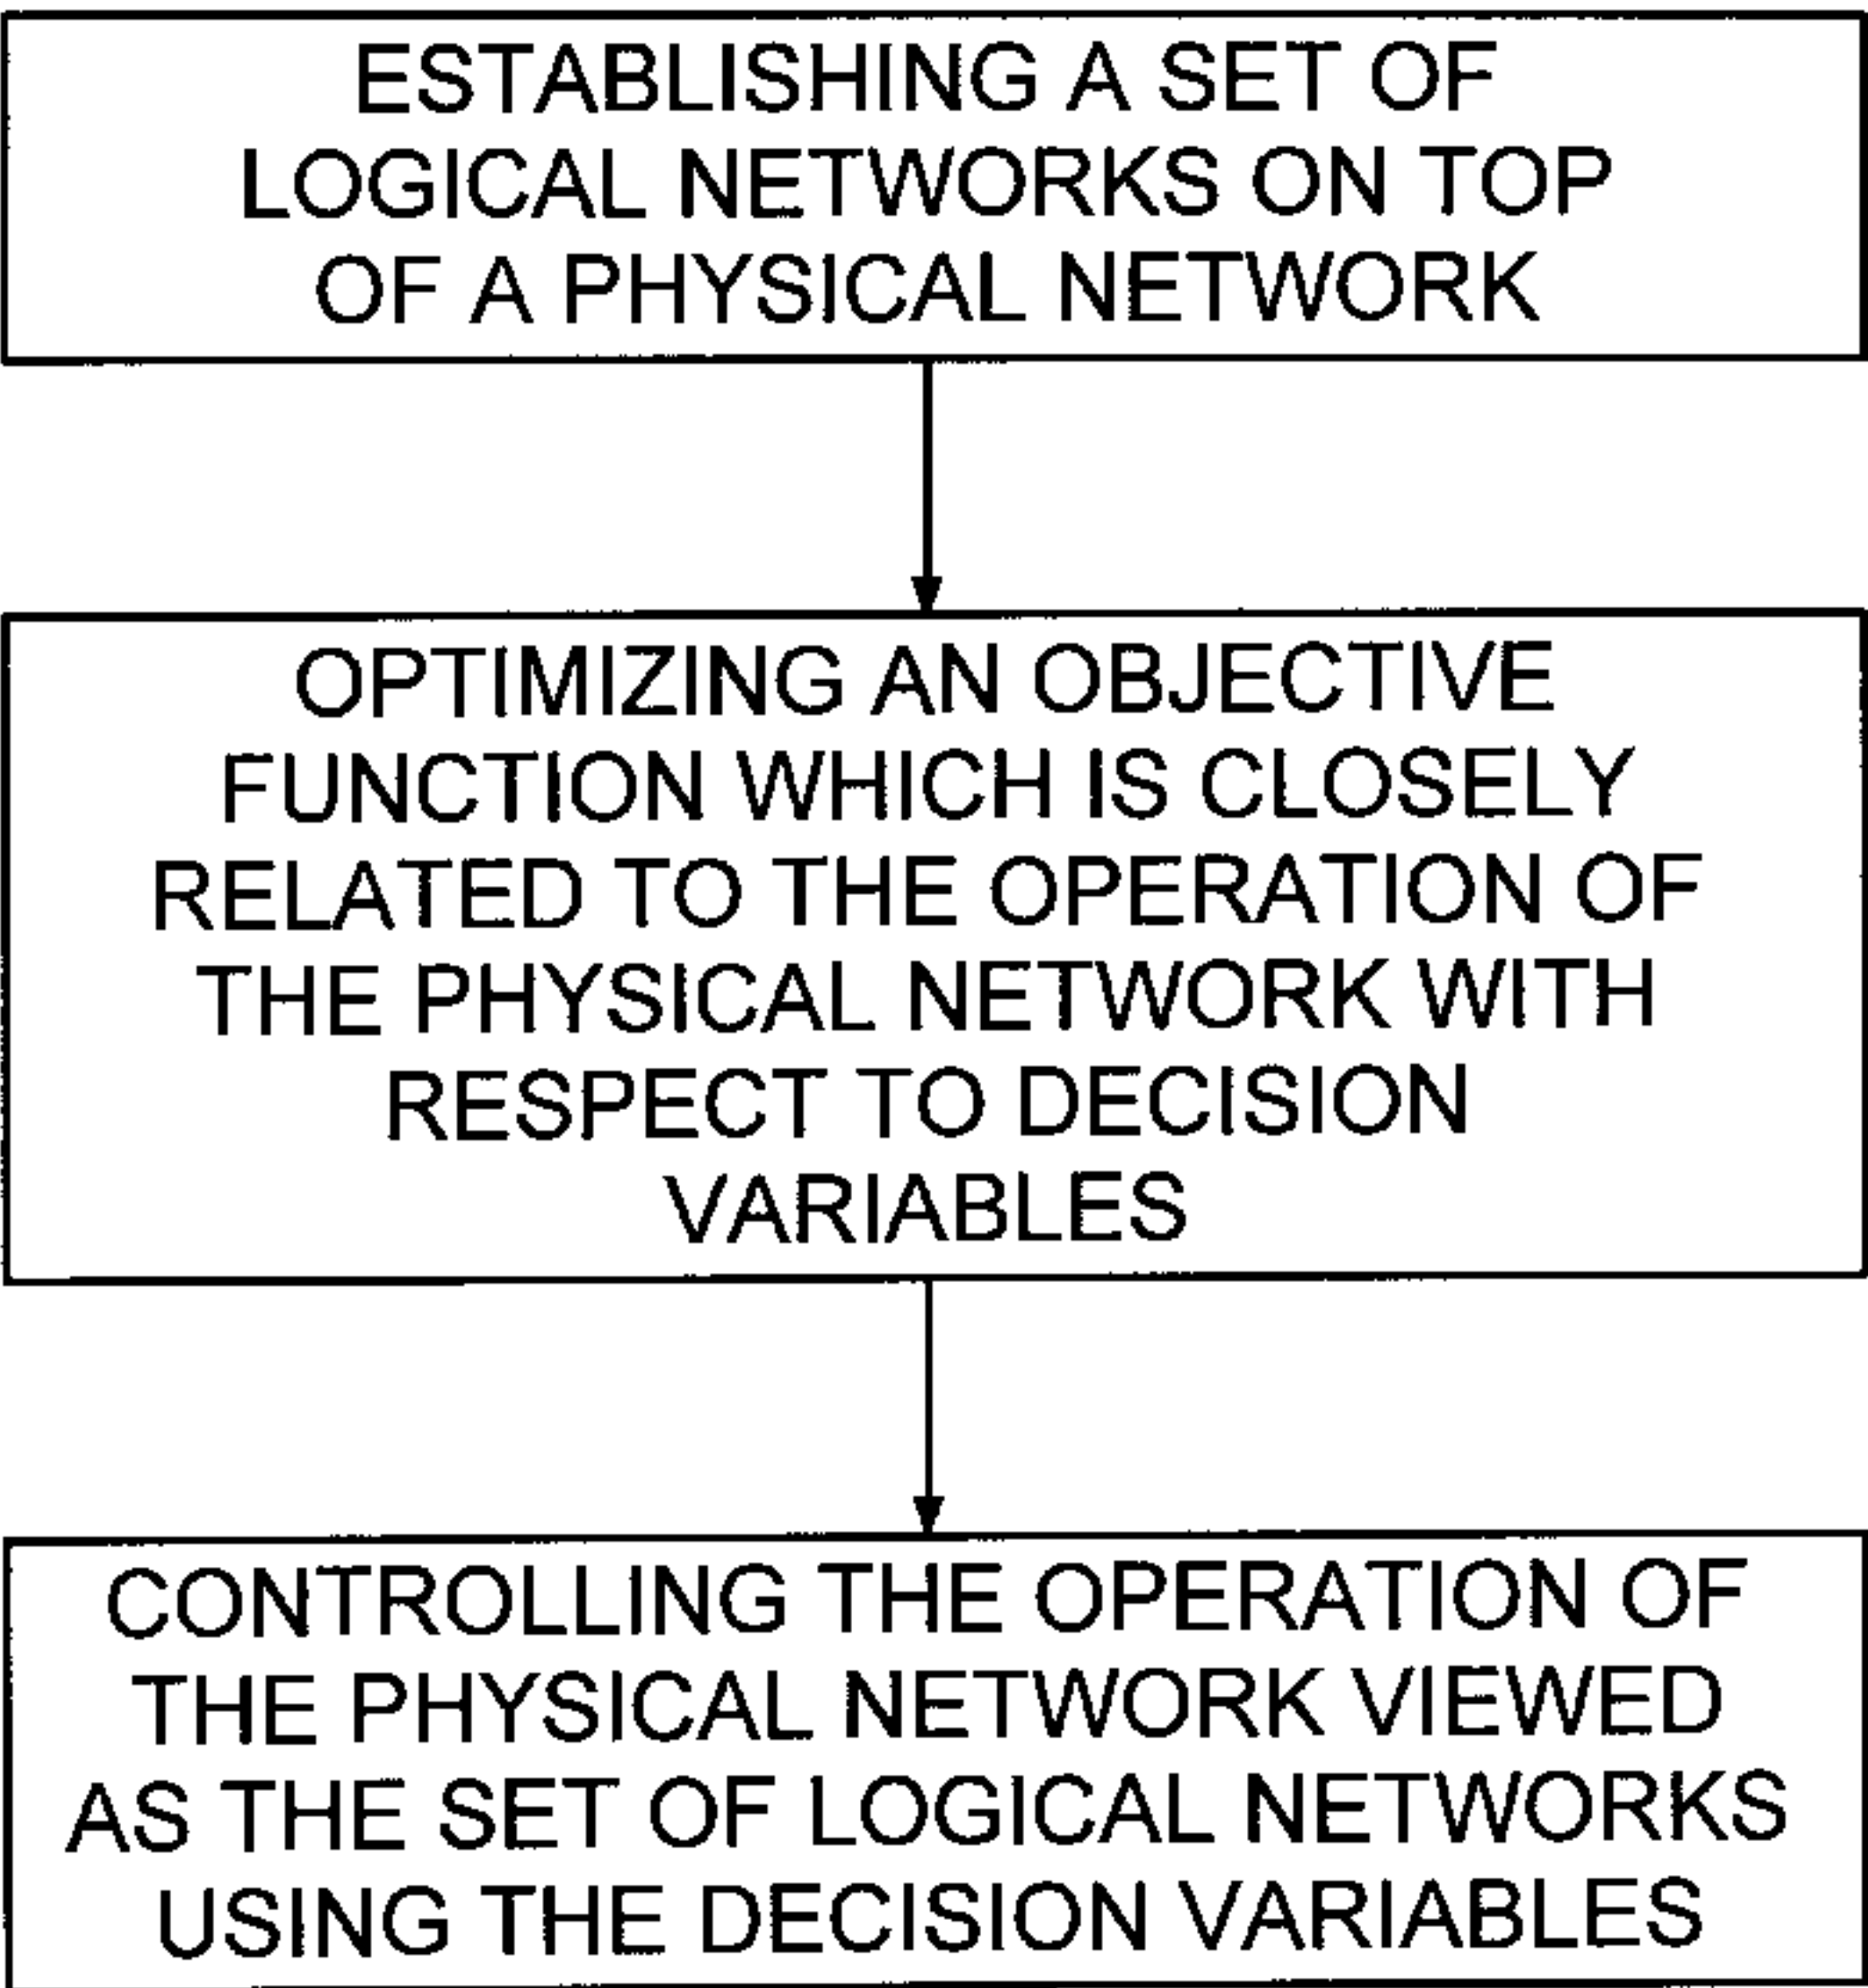 ESTABLISHING A SET OF
LOGICAL NETWORKS ON TOP
OF A PHYSICAL NETWORK
OPTIMIZING AN OBJECTIVE
FUNCTION WHICH IS CLOSELY
RELATED TO THE OPERATION OF
THE PHYSICAL NETWORK WITH
RESPECT TO DECISION
VARIABLES
CONTROLLING THE OPERATION OF
THE PHYSICAL NETWORK VIEWED
AS THE SET OF LOGICAL NETWORKS
USING THE DECISION VARIABLES